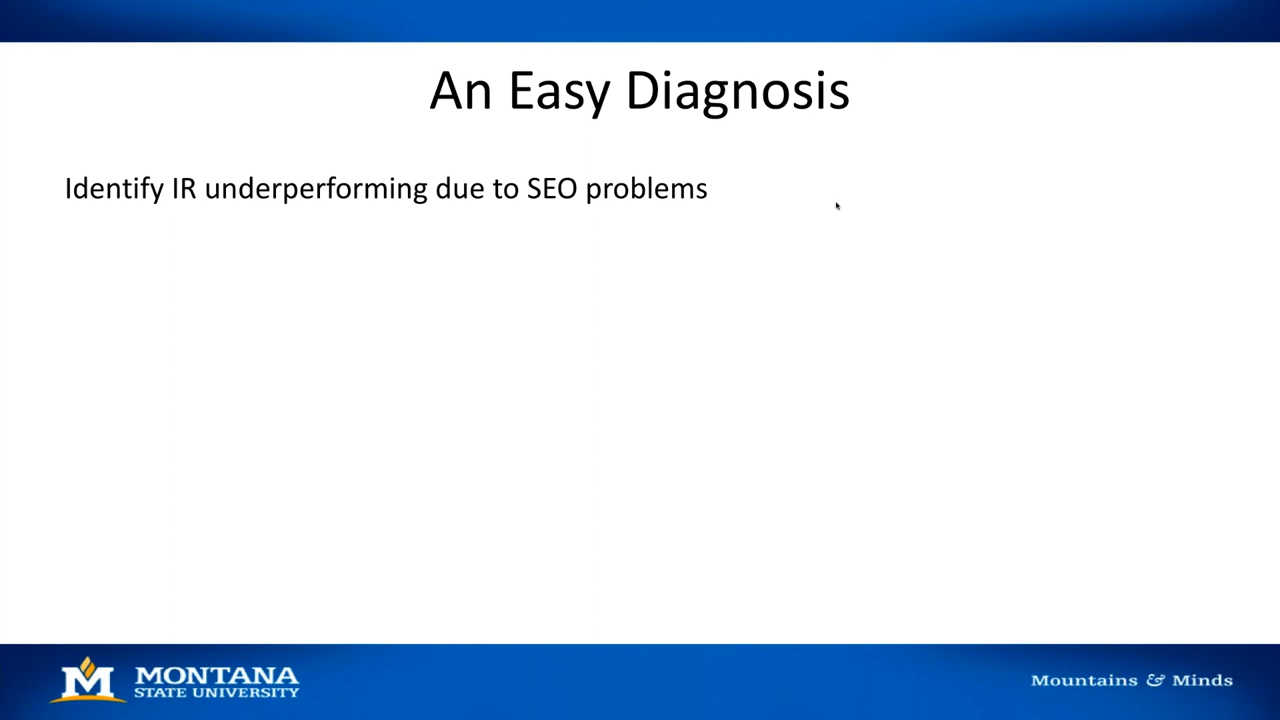 An Easy Diagnosis
Identify IR underperforming due to SEO problems
M MONTANA
STATE UNIVERSITY
Mountains & Minds